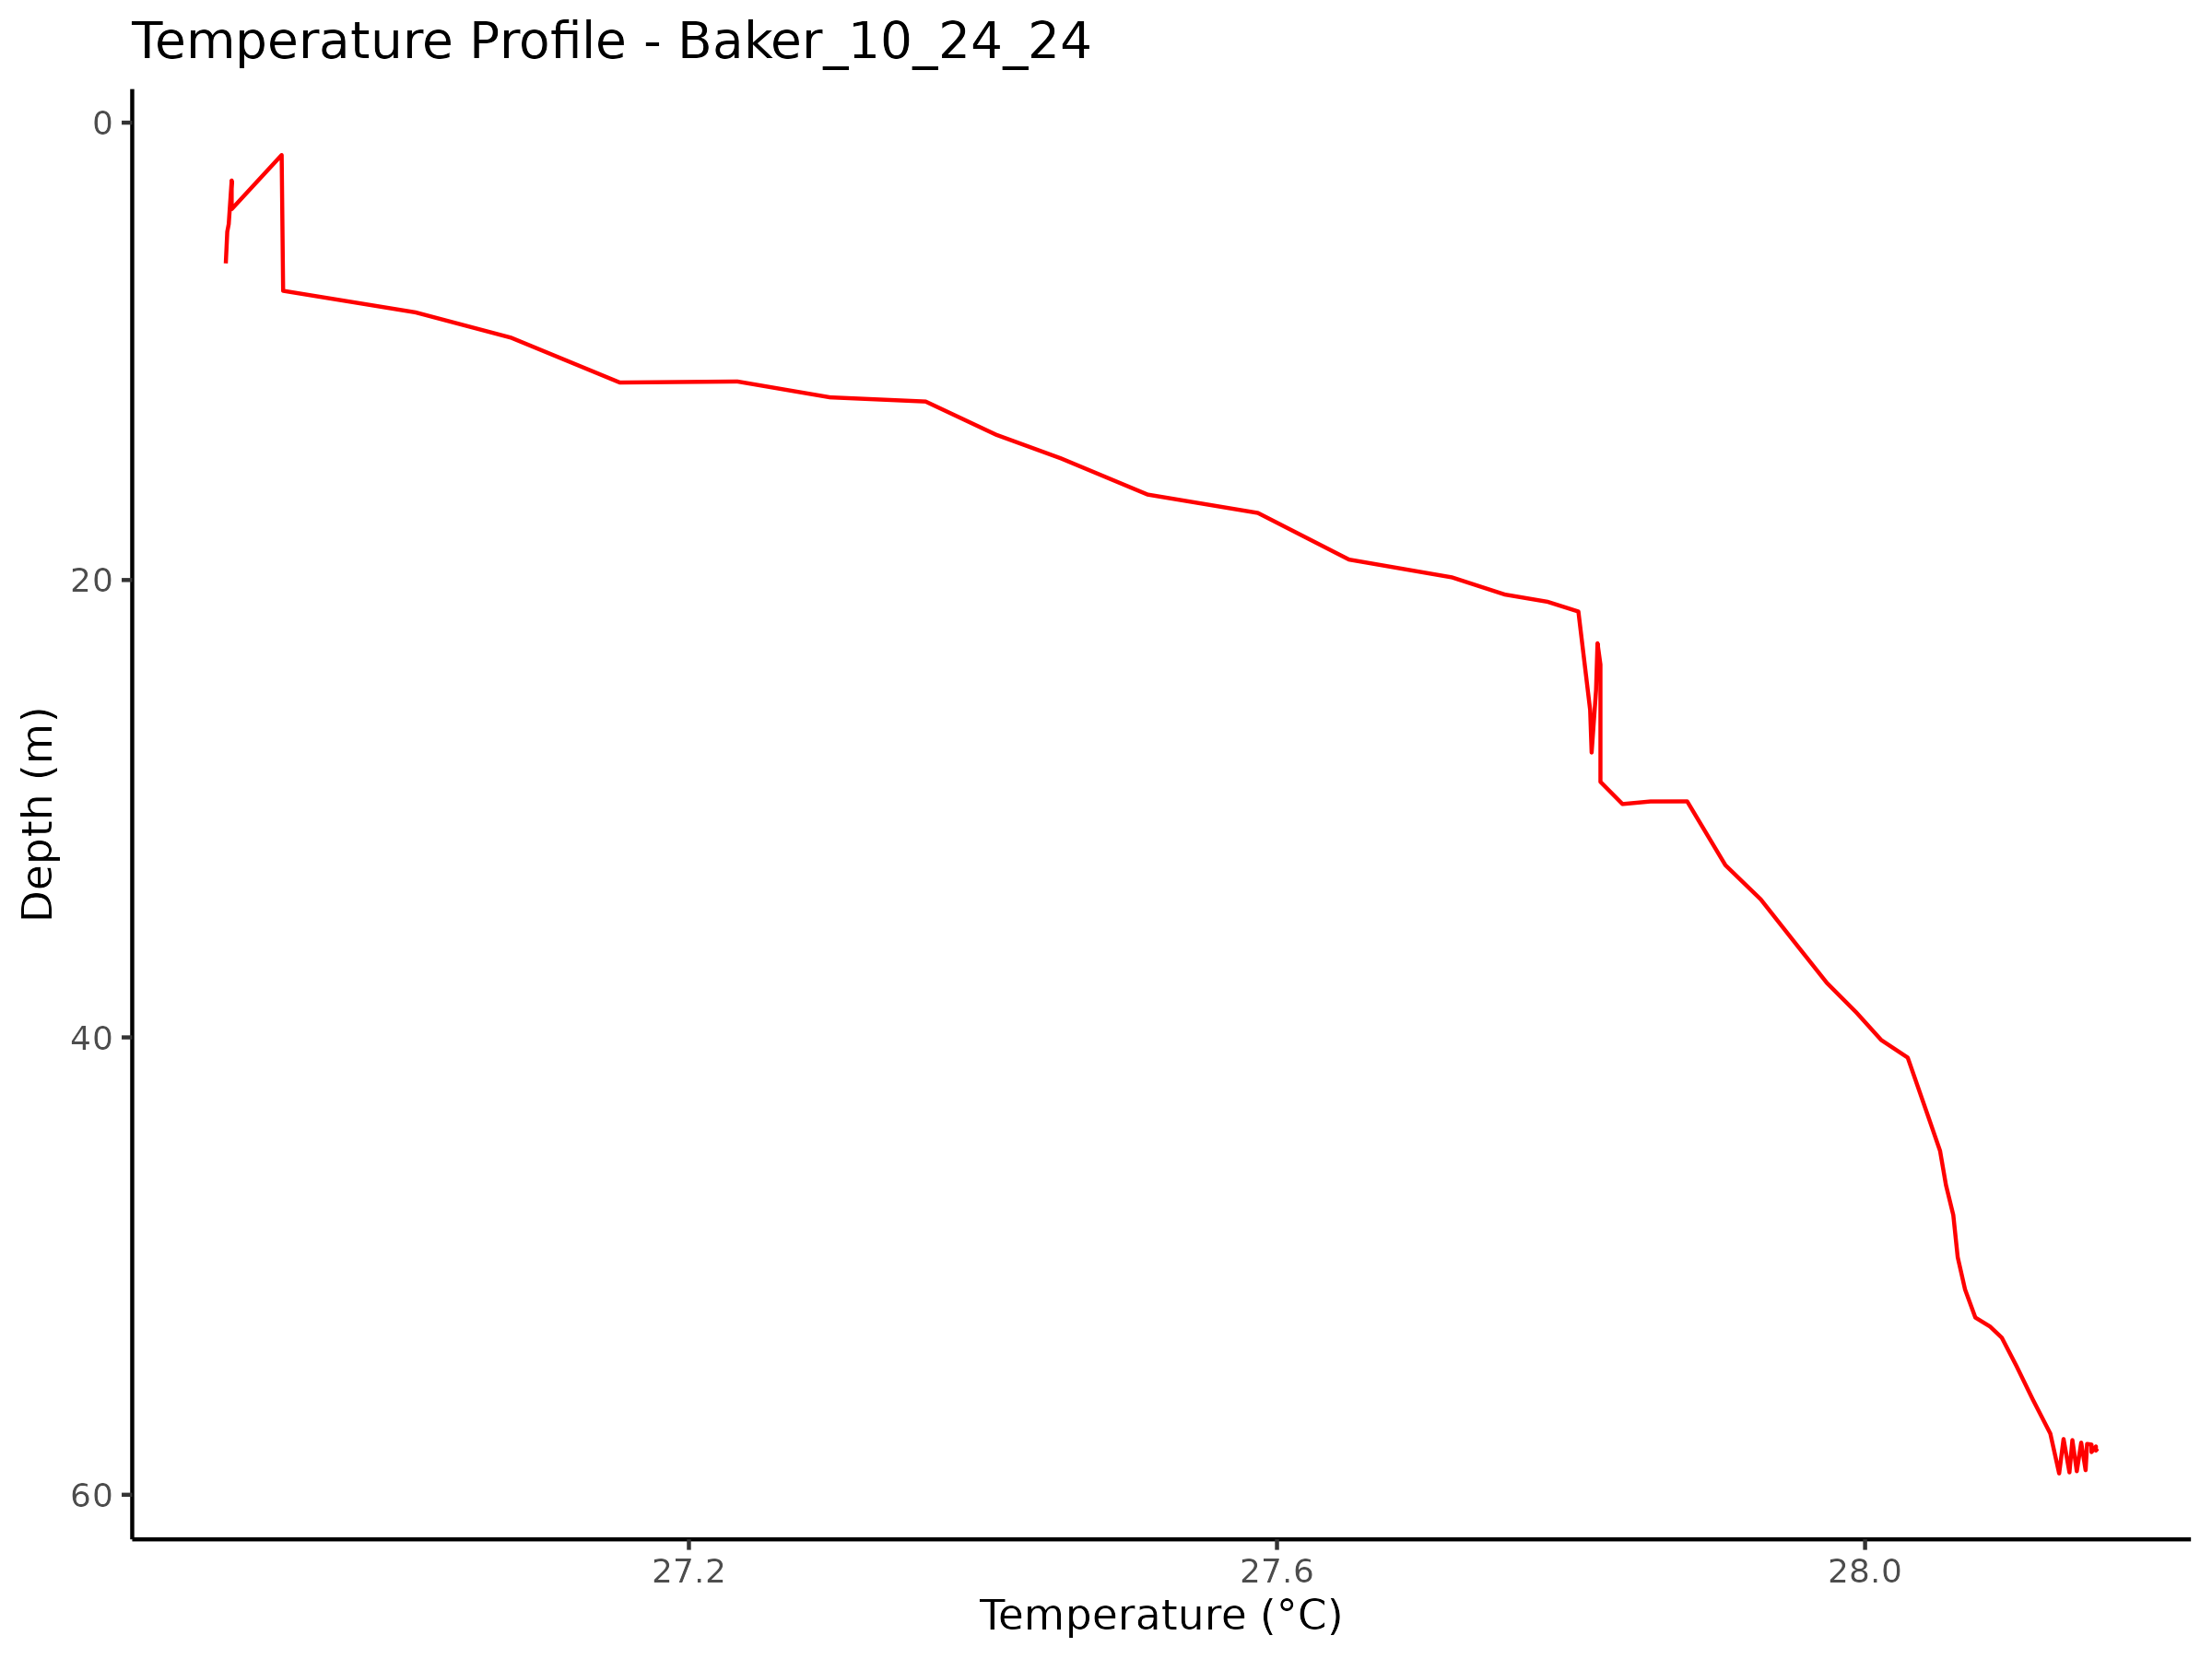 Temperature Profile - Baker_10_24_24
0
20
40
60
Depth (m)
27.2 27.6 28.0
Temperature (°C)